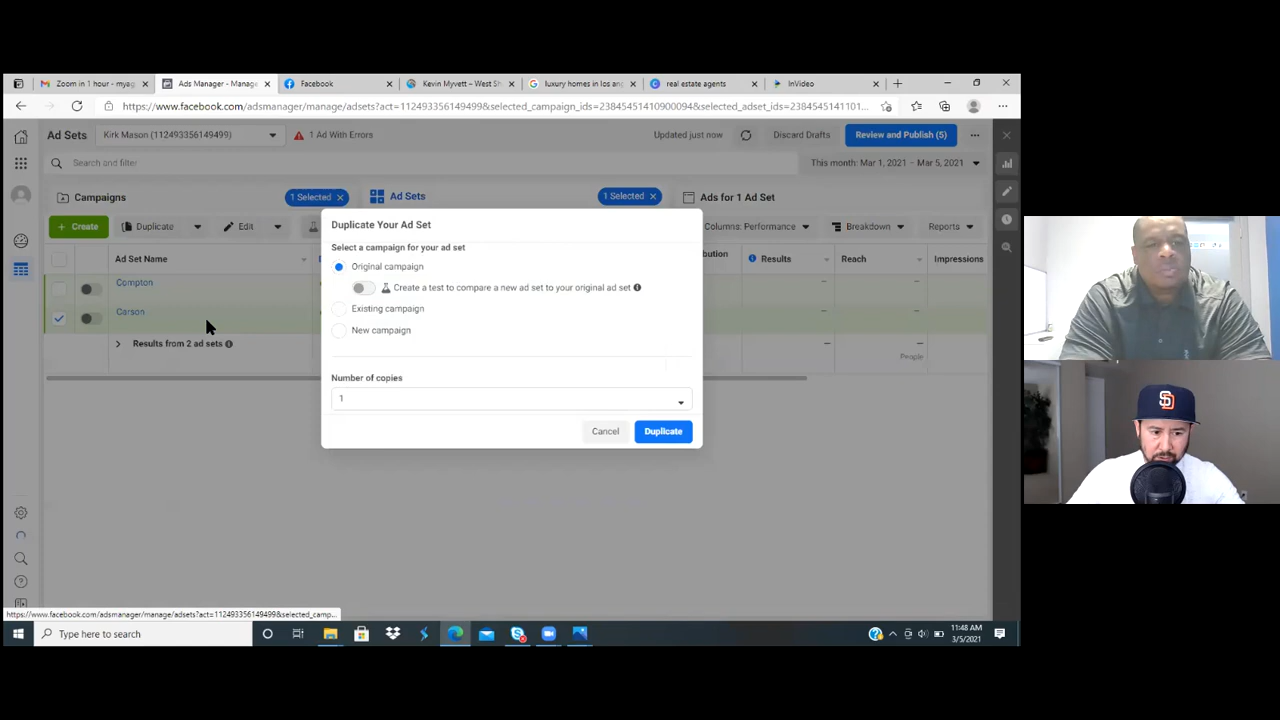 Zoom in 1 hour - mya
Ads Manager - Manage
Facebook
Kevin Myvett – West Sh
luxury homes in los an
real estate agents
InVideo
https://www.facebook.com/adsmanager/manage/adsets?act=112493356149499&selected_campaign_ids=23845451410900094&selected_adset_ids=238454514110 1...
Ad Sets
Kirk Mason (112493356149499)
1 Ad With Errors
Updated just now
Discard Drafts
Review and Publish (5)
Search and filter
This month: Mar 1, 2021 – Mar 5, 2021
Campaigns
1 Selected
Ad Sets
1 Selected
Ads for 1 Ad Set
+ Create
Duplicate
Edit
Columns: Performance
Breakdown
Reports
Ad Set Name
Results
Reach
Impressions
Compton
Carson
Results from 2 ad sets
People
Duplicate Your Ad Set
Select a campaign for your ad set
Original campaign
Create a test to compare a new ad set to your original ad set
Existing campaign
New campaign
Number of copies
1
Cancel
Duplicate
https://www.facebook.com/adsmanager/manage/adsets?act=112493356149499&selected_camp...
Type here to search
11:48 AM
3/5/2021
SD